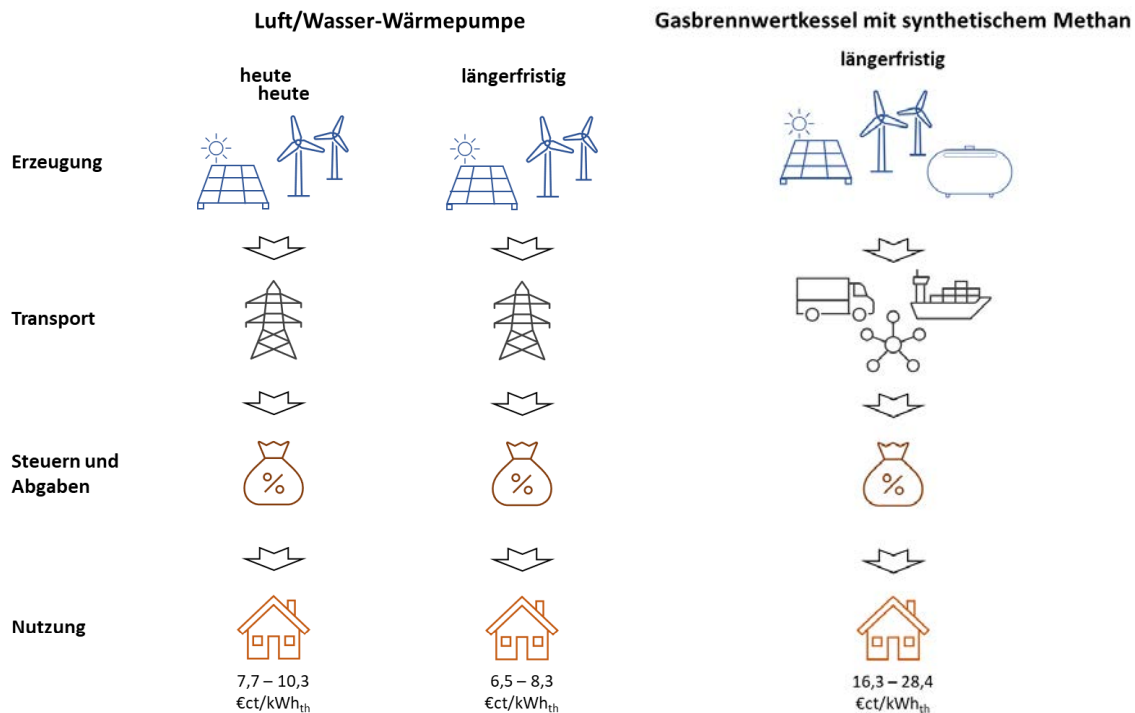 Luft/Wasser-Wärmepumpe
Gasbrennwertkessel mit synthetischem Methan
heute
heute
längerfristig
längerfristig
Erzeugung
Transport
Steuern und
Abgaben
%
%
%
Nutzung
7,7 – 10,3
€ct/kWhth
6,5 – 8,3
€ct/kWhth
16,3 – 28,4
€ct/kWhth